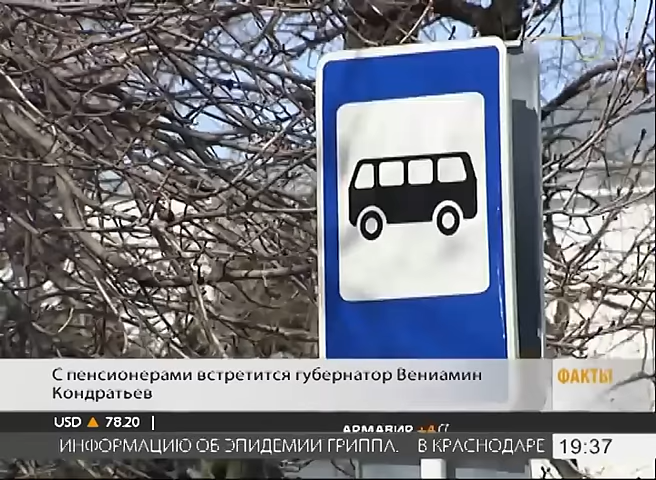 С пенсионерами встретится губернатор Вениамин
Кондратьев
ФАКТЫ
USD ▲ 78.20 |
АРМАВИР
ИНФОРМАЦИЮ ОБ ЭПИДЕМИИ ГРИППА. В КРАСНОДАРЕ
19:37